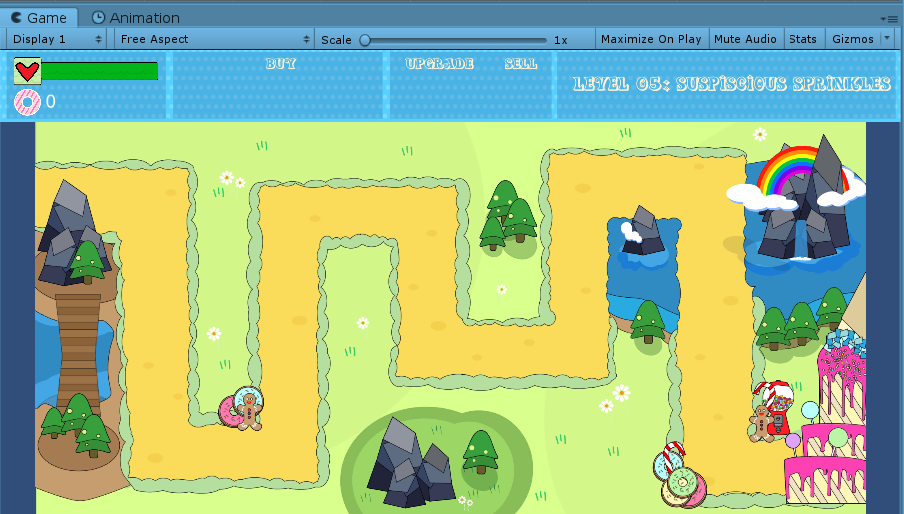 Game Animation
Display 1 Free Aspect Scale 1x Maximize On Play Mute Audio Stats Gizmos
BUY UPGRADE SELL
LEVEL 05: SUSPISCIOUS SPRINKLES
0